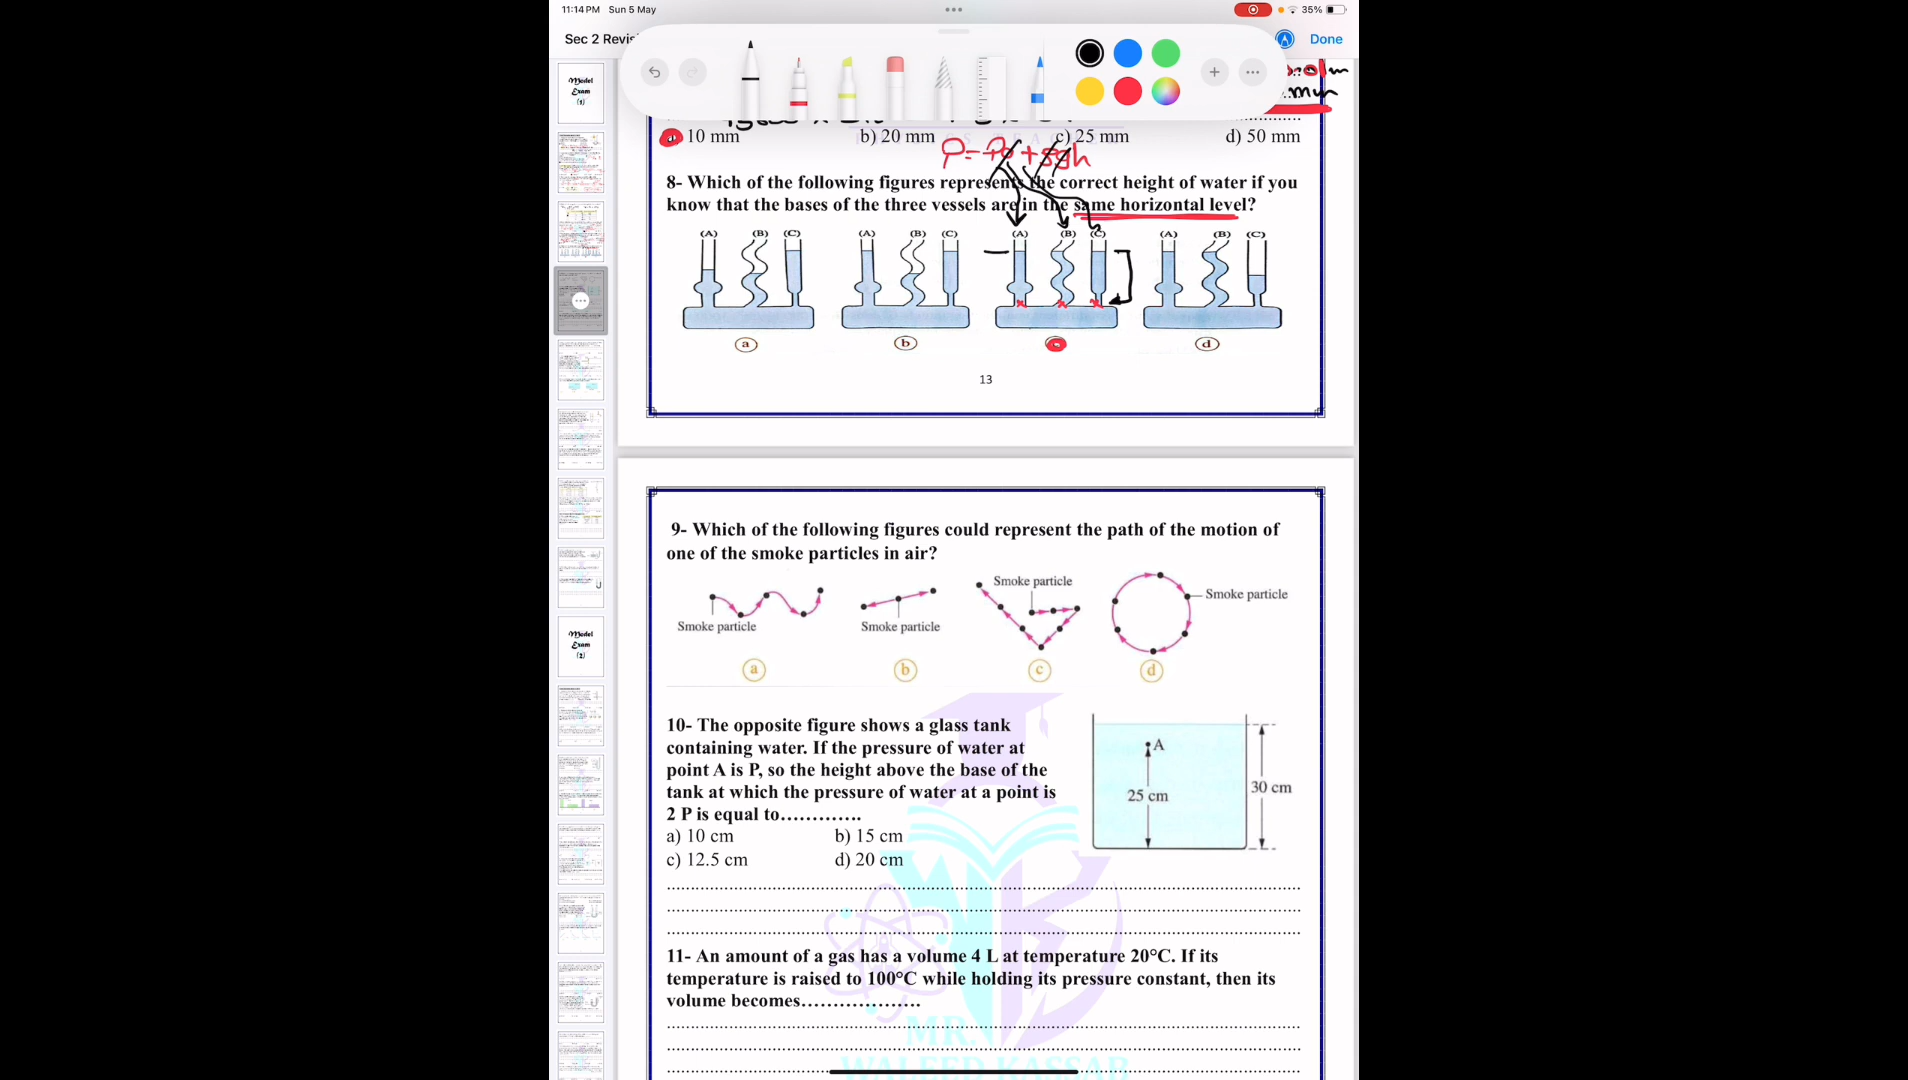 11:14 PM Sun 5 May
35%
Sec 2 Revis
Done
Model
Exam
(1)
Model
Exam
(2)
10 mm b) 20 mm c) 25 mm d) 50 mm
8- Which of the following figures represents the correct height of water if you
know that the bases of the three vessels are in the same horizontal level?
(A) (B) (C) (A) (B) (C) (A) (B) (C) (A) (B) (C)
a b d
13
9- Which of the following figures could represent the path of the motion of
one of the smoke particles in air?
Smoke particle
Smoke particle
Smoke particle
Smoke particle
a b c d
10- The opposite figure shows a glass tank
containing water. If the pressure of water at
point A is P, so the height above the base of the
tank at which the pressure of water at a point is
2 P is equal to.............
a) 10 cm b) 15 cm
c) 12.5 cm d) 20 cm
A
25 cm
30 cm
11- An amount of a gas has a volume 4 L at temperature 20°C. If its
temperature is raised to 100°C while holding its pressure constant, then its
volume becomes...................
MR.
WALEED KASSAR